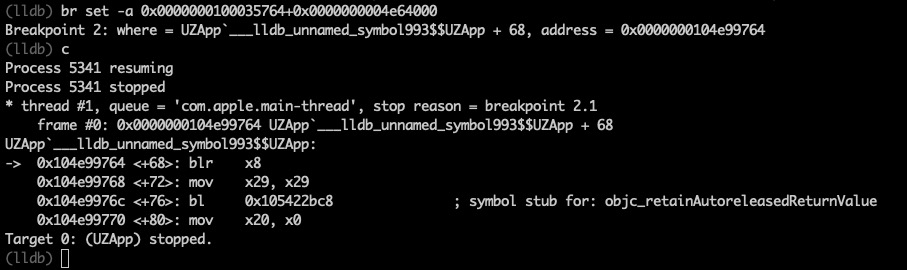 (lldb) br set -a 0x0000000100035764+0x0000000004e64000
Breakpoint 2: where = UZApp`___lldb_unnamed_symbol993$$UZApp + 68, address = 0x0000000104e99764
(lldb) c
Process 5341 resuming
Process 5341 stopped
* thread #1, queue = 'com.apple.main-thread', stop reason = breakpoint 2.1
    frame #0: 0x0000000104e99764 UZApp`___lldb_unnamed_symbol993$$UZApp + 68
UZApp`___lldb_unnamed_symbol993$$UZApp:
->  0x104e99764 <+68>: blr    x8
    0x104e99768 <+72>: mov    x29, x29
    0x104e9976c <+76>: bl     0x105422bc8               ; symbol stub for: objc_retainAutoreleasedReturnValue
    0x104e99770 <+80>: mov    x20, x0
Target 0: (UZApp) stopped.
(lldb)